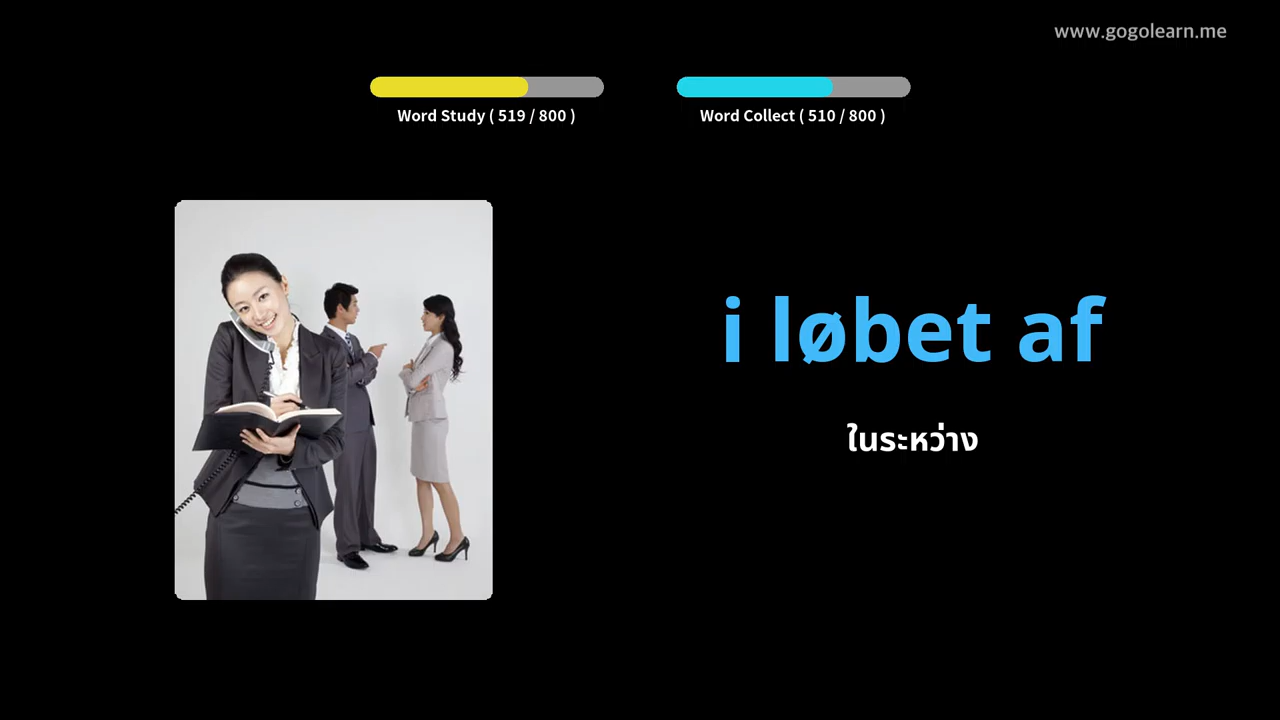 www.gogolearn.me
Word Study ( 519 / 800 )
Word Collect ( 510 / 800 )
i løbet af
ในระหว่าง